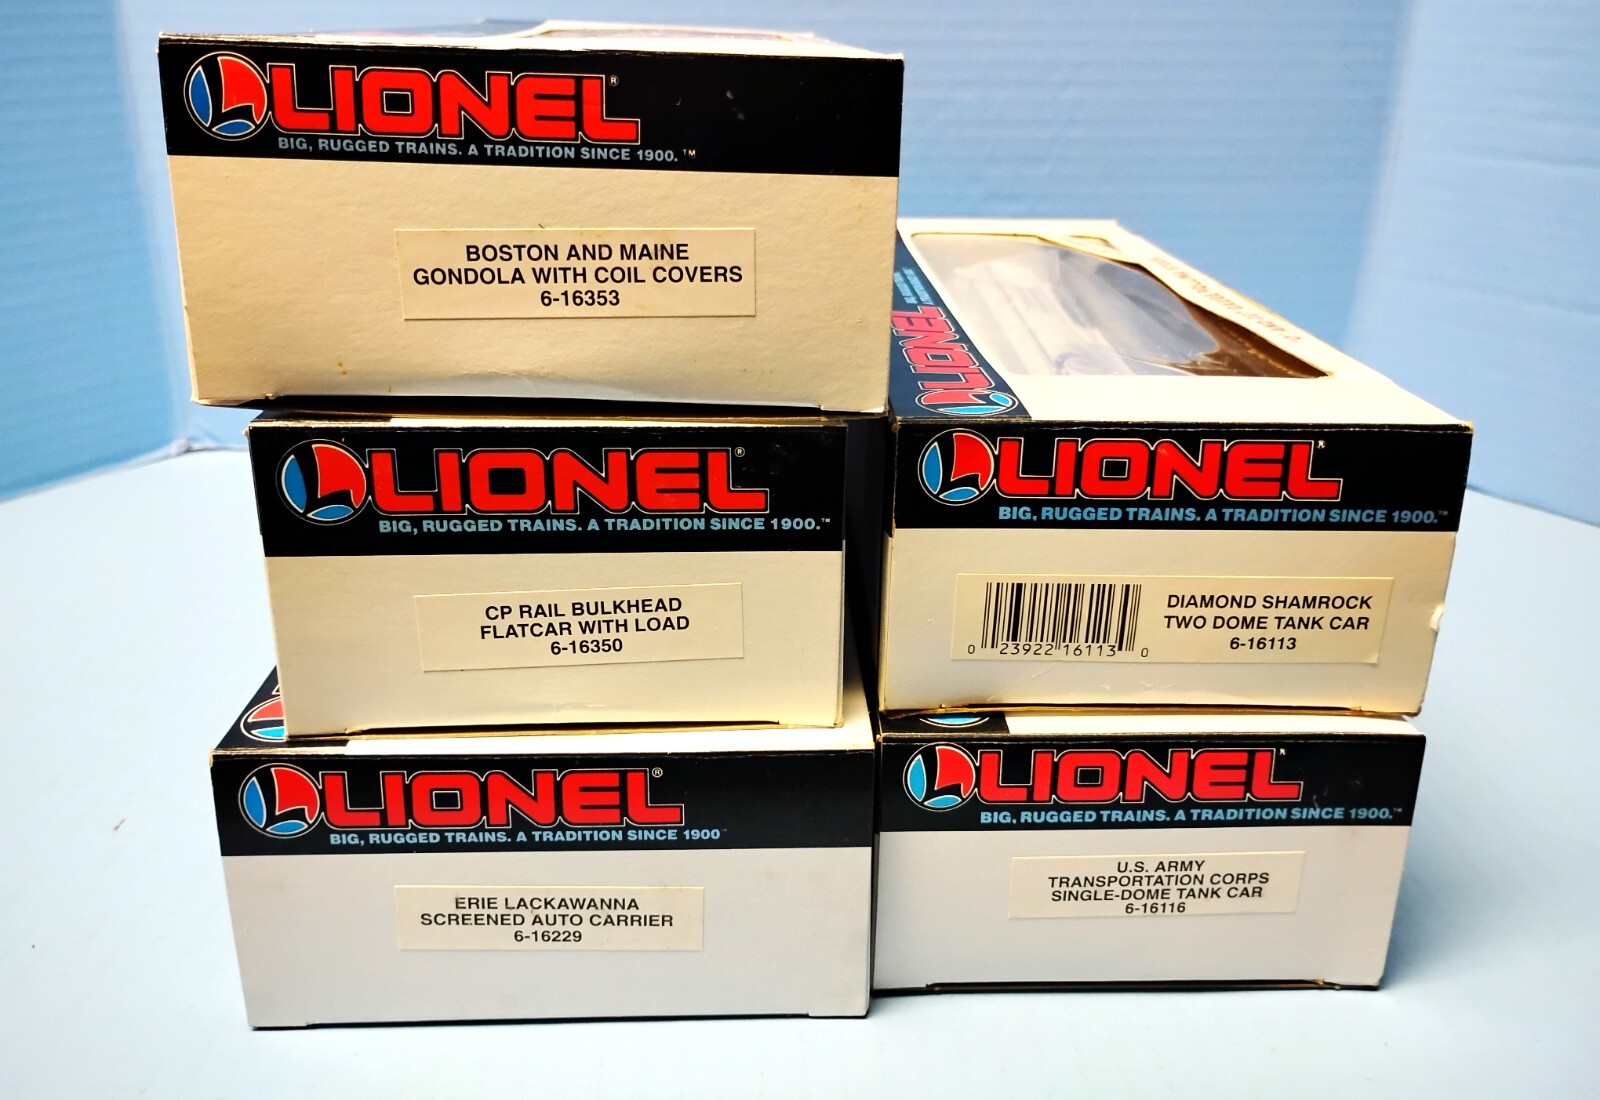 LIONEL®
BIG, RUGGED TRAINS. A TRADITION SINCE 1900.™
BOSTON AND MAINE
GONDOLA WITH COIL COVERS
6-16353
LIONEL®
BIG, RUGGED TRAINS. A TRADITION SINCE 1900.™
CP RAIL BULKHEAD
FLATCAR WITH LOAD
6-16350
LIONEL®
BIG, RUGGED TRAINS. A TRADITION SINCE 1900
ERIE LACKAWANNA
SCREENED AUTO CARRIER
6-16229
LIONEL
LIONEL®
BIG, RUGGED TRAINS. A TRADITION SINCE 1900.™
0 23922 16113 0
DIAMOND SHAMROCK
TWO DOME TANK CAR
6-16113
LIONEL®
BIG, RUGGED TRAINS. A TRADITION SINCE 1900.™
U.S. ARMY
TRANSPORTATION CORPS
SINGLE-DOME TANK CAR
6-16116